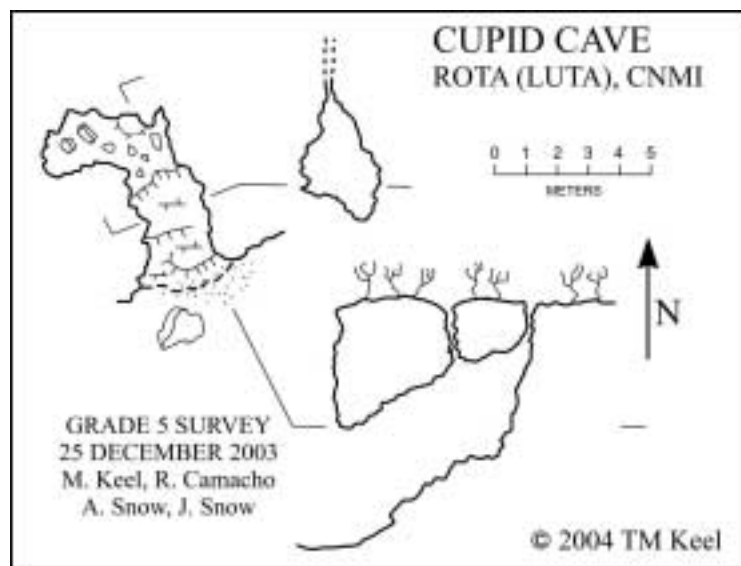 CUPID CAVE
ROTA (LUTA), CNMI
0 1 2 3 4 5
METERS
N
GRADE 5 SURVEY
25 DECEMBER 2003
M. Keel, R. Camacho
A. Snow, J. Snow
© 2004 TM Keel